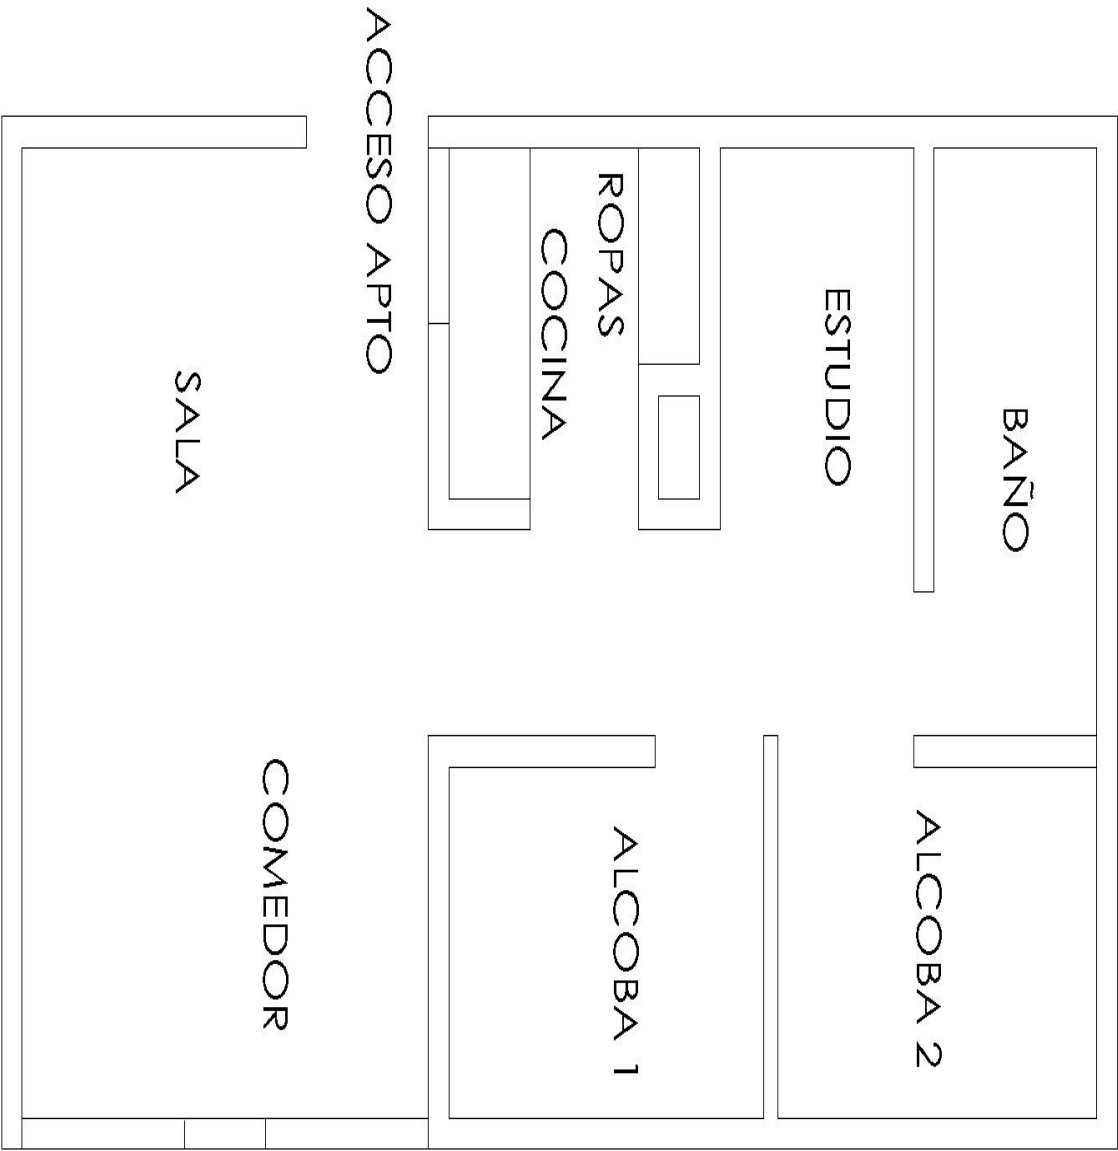 ACCESO APTO
ROPAS
COCINA
ESTUDIO
BAÑO
SALA
COMEDOR
ALCOBA 1
ALCOBA 2